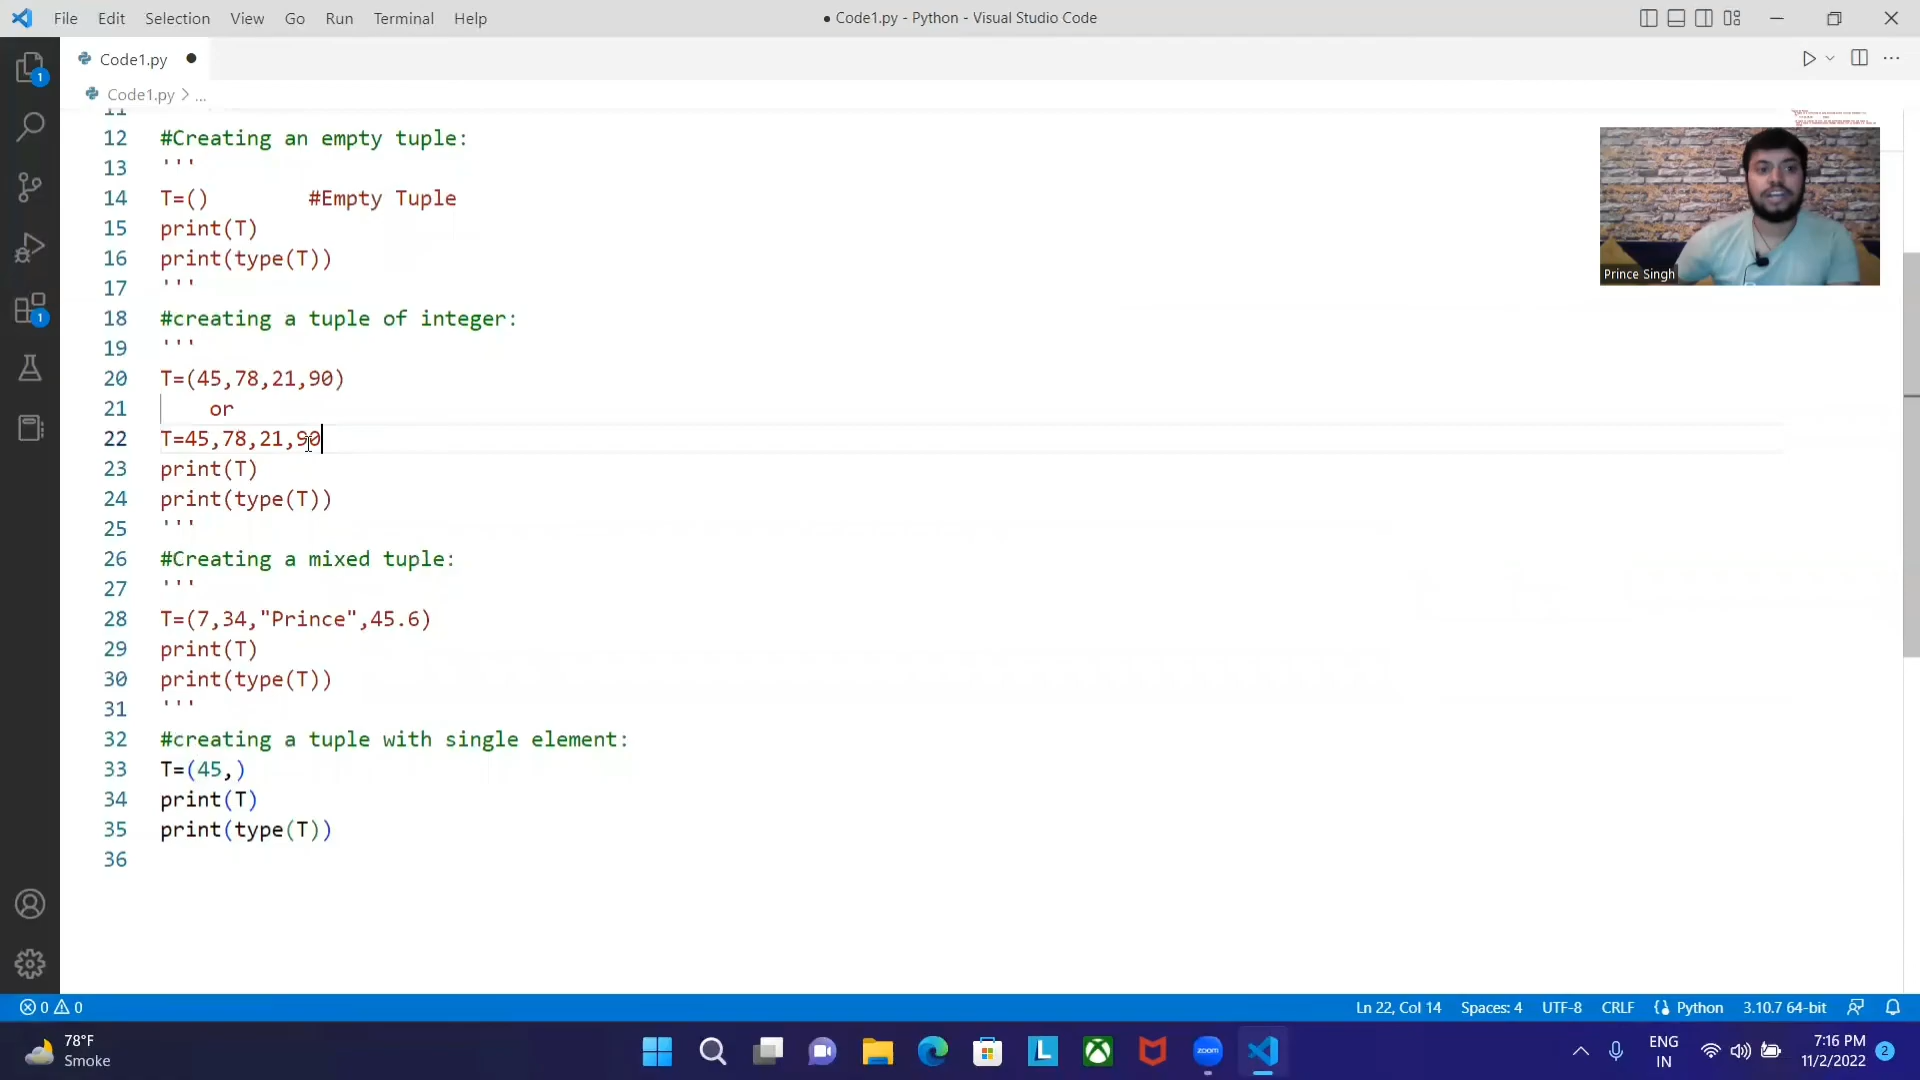 File Edit Selection View Go Run Terminal Help
● Code1.py - Python - Visual Studio Code
Code1.py ●
Code1.py > ...
11
12 #Creating an empty tuple:
13 '''
14 T=() #Empty Tuple
15 print(T)
16 print(type(T))
17 '''
18 #creating a tuple of integer:
19 '''
20 T=(45,78,21,90)
21 or
22 T=45,78,21,90
23 print(T)
24 print(type(T))
25 '''
26 #Creating a mixed tuple:
27 '''
28 T=(7,34,"Prince",45.6)
29 print(T)
30 print(type(T))
31 '''
32 #creating a tuple with single element:
33 T=(45,)
34 print(T)
35 print(type(T))
36
1
1
Prince Singh
0 0 Ln 22, Col 14 Spaces: 4 UTF-8 CRLF Python 3.10.7 64-bit
78°F
Smoke
L
zoom
ENG
IN
7:16 PM
11/2/2022
2